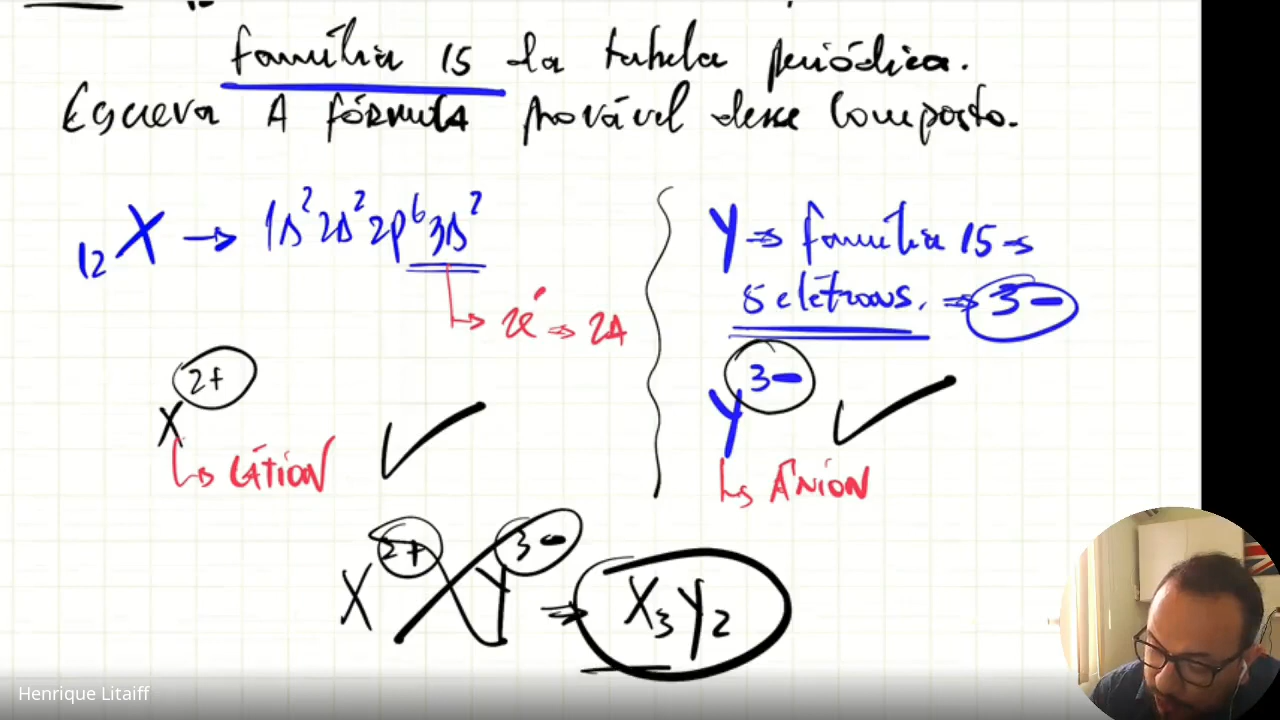 família 15 da tabela periódica.
Escreva A fórmula provável desse composto.
12X → 1s² 2s² 2p⁶ 3s²
↳ 2é ⇒ 2A
X²⁺
↳ CÁTION
Y ⇒ família 15 ⇒
5 elétrons. ⇒ 3-
Y³⁻
↳ ÂNION
X²⁺ Y³⁻ ⇒ X₃Y₂
Henrique Litaiff